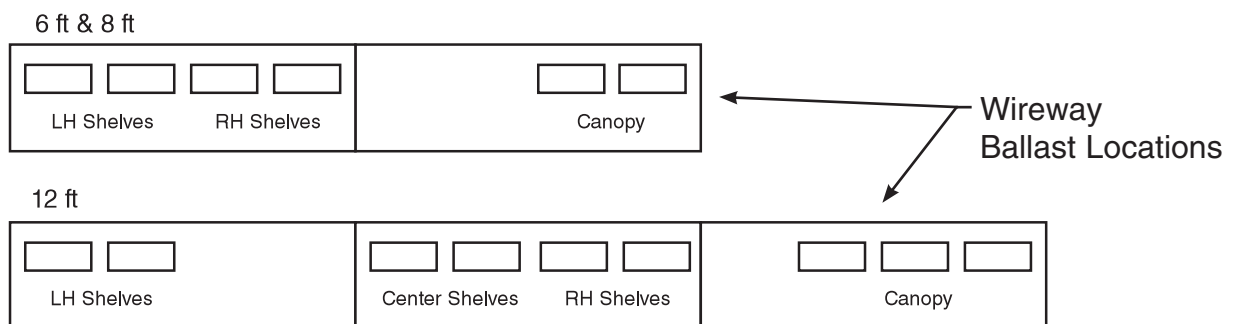 6 ft & 8 ft
LH Shelves RH Shelves Canopy
Wireway
Ballast Locations
12 ft
LH Shelves Center Shelves RH Shelves Canopy